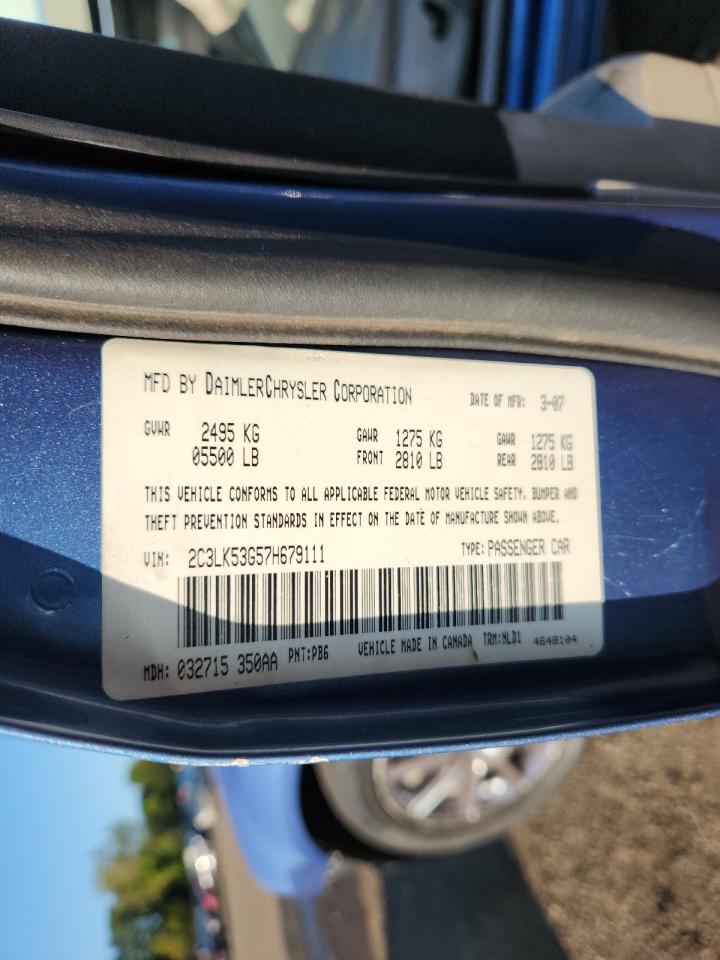 MFD BY DAIMLERCHRYSLER CORPORATION DATE OF MFR: 3-07
GVWR 2495 KG GAWR 1275 KG GAWR 1275 KG
05500 LB FRONT 2810 LB REAR 2810 LB
THIS VEHICLE CONFORMS TO ALL APPLICABLE FEDERAL MOTOR VEHICLE SAFETY, BUMPER AND
THEFT PREVENTION STANDARDS IN EFFECT ON THE DATE OF MANUFACTURE SHOWN ABOVE.
VIN: 2C3LK53G57H679111 TYPE: PASSENGER CAR
MDH: 032715 350AA PNT:PB6 VEHICLE MADE IN CANADA TRM:NLD1 4648104